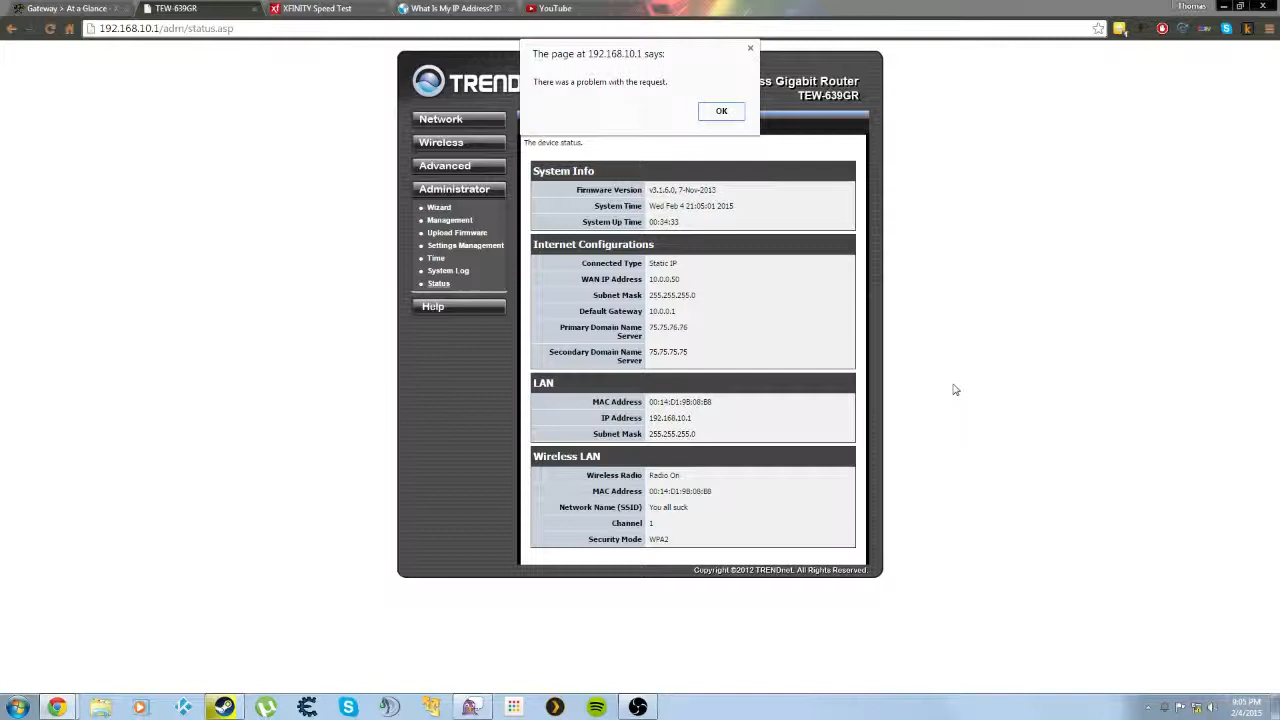 Gateway > At a Glance - X
TEW-639GR
XFINITY Speed Test
What Is My IP Address? IP
YouTube
Thomas
192.168.10.1/adm/status.asp
The page at 192.168.10.1 says:
There was a problem with the request.
OK
TREND
ss Gigabit Router
TEW-639GR
Network
Wireless
Advanced
Administrator
Wizard
Management
Upload Firmware
Settings Management
Time
System Log
Status
Help
The device status.
System Info
Firmware Version v3.1.6.0, 7-Nov-2013
System Time Wed Feb 4 21:05:01 2015
System Up Time 00:34:33
Internet Configurations
Connected Type Static IP
WAN IP Address 10.0.0.50
Subnet Mask 255.255.255.0
Default Gateway 10.0.0.1
Primary Domain Name Server 75.75.76.76
Secondary Domain Name Server 75.75.75.75
LAN
MAC Address 00:14:D1:9B:08:B8
IP Address 192.168.10.1
Subnet Mask 255.255.255.0
Wireless LAN
Wireless Radio Radio On
MAC Address 00:14:D1:9B:08:B8
Network Name (SSID) You all suck
Channel 1
Security Mode WPA2
Copyright ©2012 TRENDnet. All Rights Reserved.
9:05 PM
2/4/2015